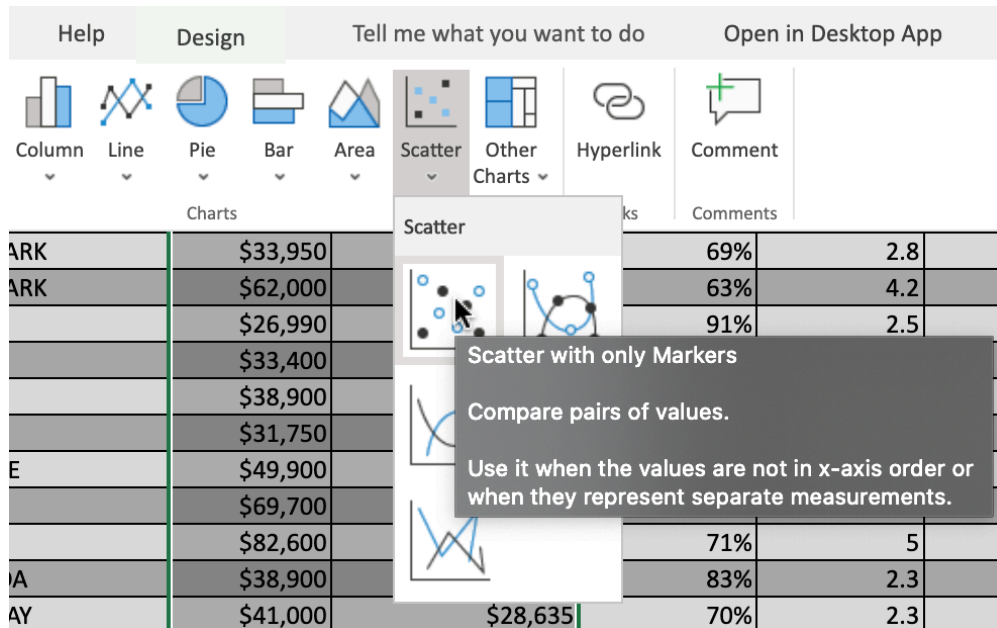 Help Design Tell me what you want to do Open in Desktop App
Column Line Pie Bar Area Scatter Other Charts Hyperlink Comment
Charts ks Comments
Scatter
ARK $33,950 69% 2.8
ARK $62,000 63% 4.2
$26,990 91% 2.5
$33,400
$38,900
$31,750
E $49,900
$69,700
$82,600 71% 5
DA $38,900 83% 2.3
AY $41,000 $28,635 70% 2.3
Scatter with only Markers
Compare pairs of values.
Use it when the values are not in x-axis order or
when they represent separate measurements.